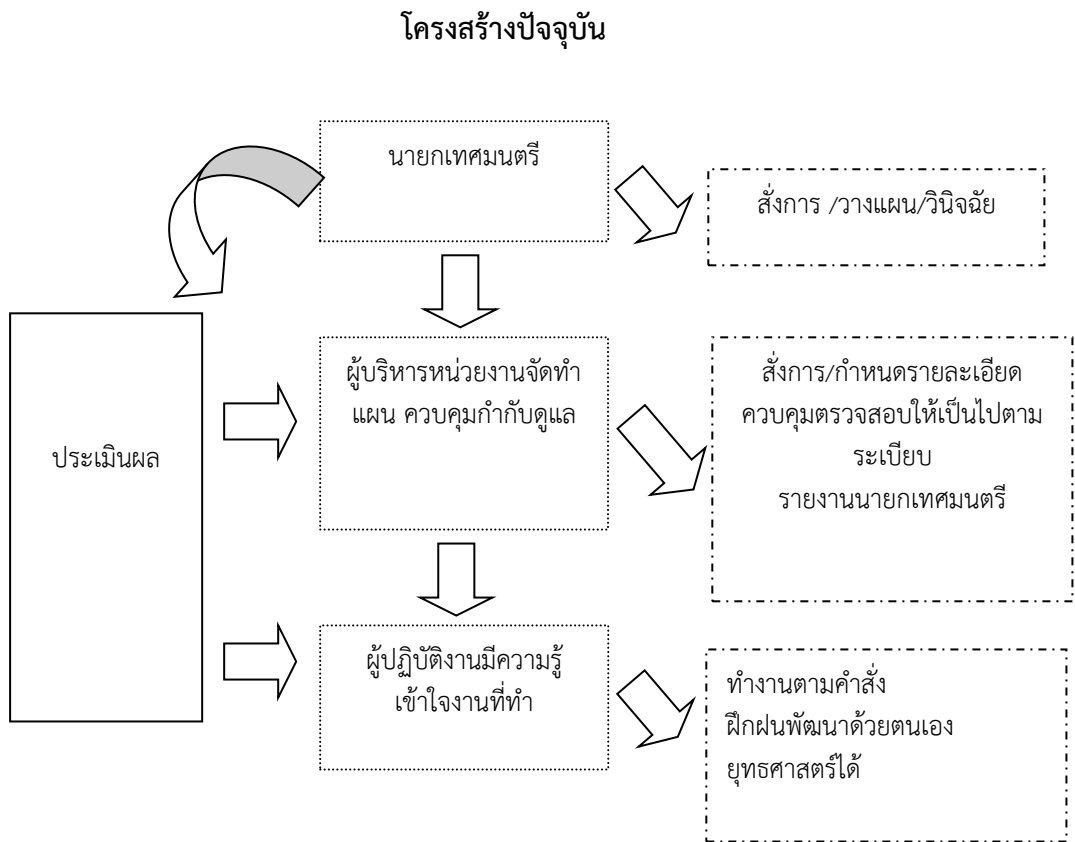 โครงสร้างปัจจุบัน
นายกเทศมนตรี
สั่งการ /วางแผน/วินิจฉัย
ประเมินผล
ผู้บริหารหน่วยงานจัดทำ
แผน ควบคุมกำกับดูแล
สั่งการ/กำหนดรายละเอียด
ควบคุมตรวจสอบให้เป็นไปตาม
ระเบียบ
รายงานนายกเทศมนตรี
ผู้ปฏิบัติงานมีความรู้
เข้าใจงานที่ทำ
ทำงานตามคำสั่ง
ฝึกฝนพัฒนาด้วยตนเอง
ยุทธศาสตร์ได้